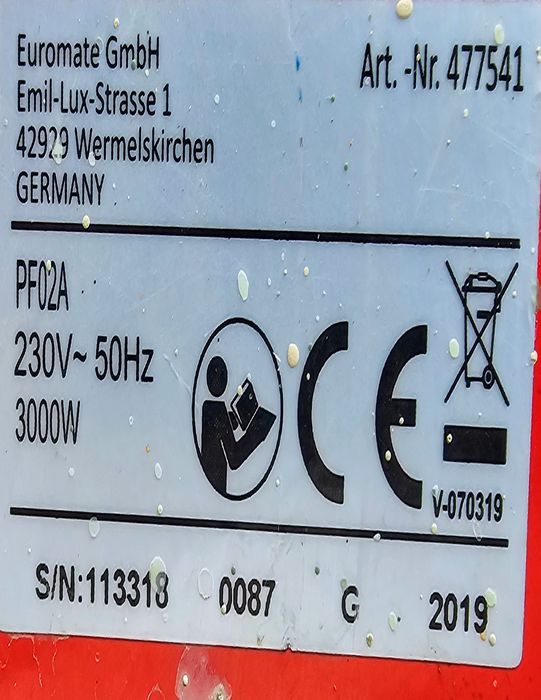 Euromate GmbH
Emil-Lux-Strasse 1
42929 Wermelskirchen
GERMANY
Art. -Nr. 477541
PF02A
230V~ 50Hz
3000W
CE
V-070319
S/N:113318 0087 G 2019